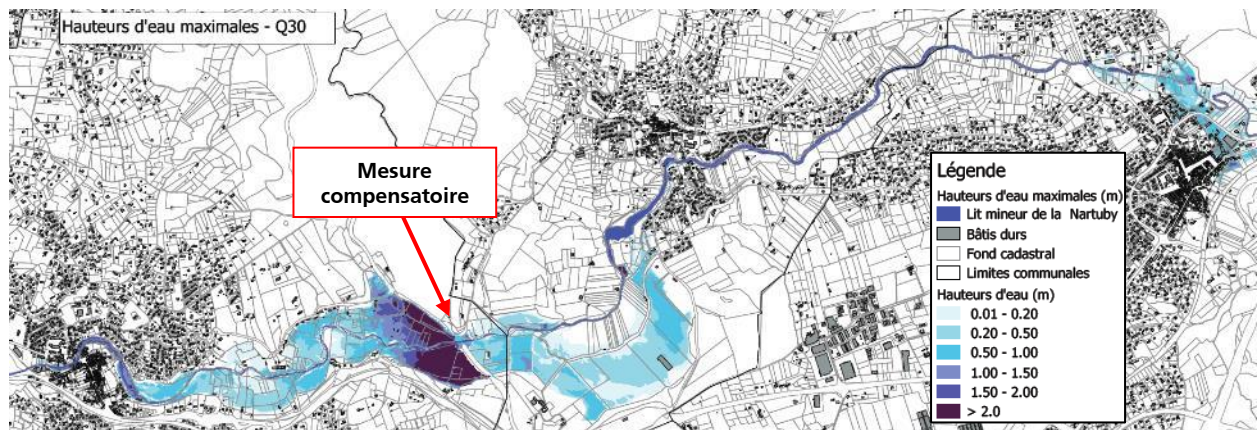 Hauteurs d'eau maximales - Q30
Mesure
compensatoire
Légende
Hauteurs d'eau maximales (m)
Lit mineur de la Nartuby
Bâtis durs
Fond cadastral
Limites communales
Hauteurs d'eau (m)
0.01 - 0.20
0.20 - 0.50
0.50 - 1.00
1.00 - 1.50
1.50 - 2.00
> 2.0